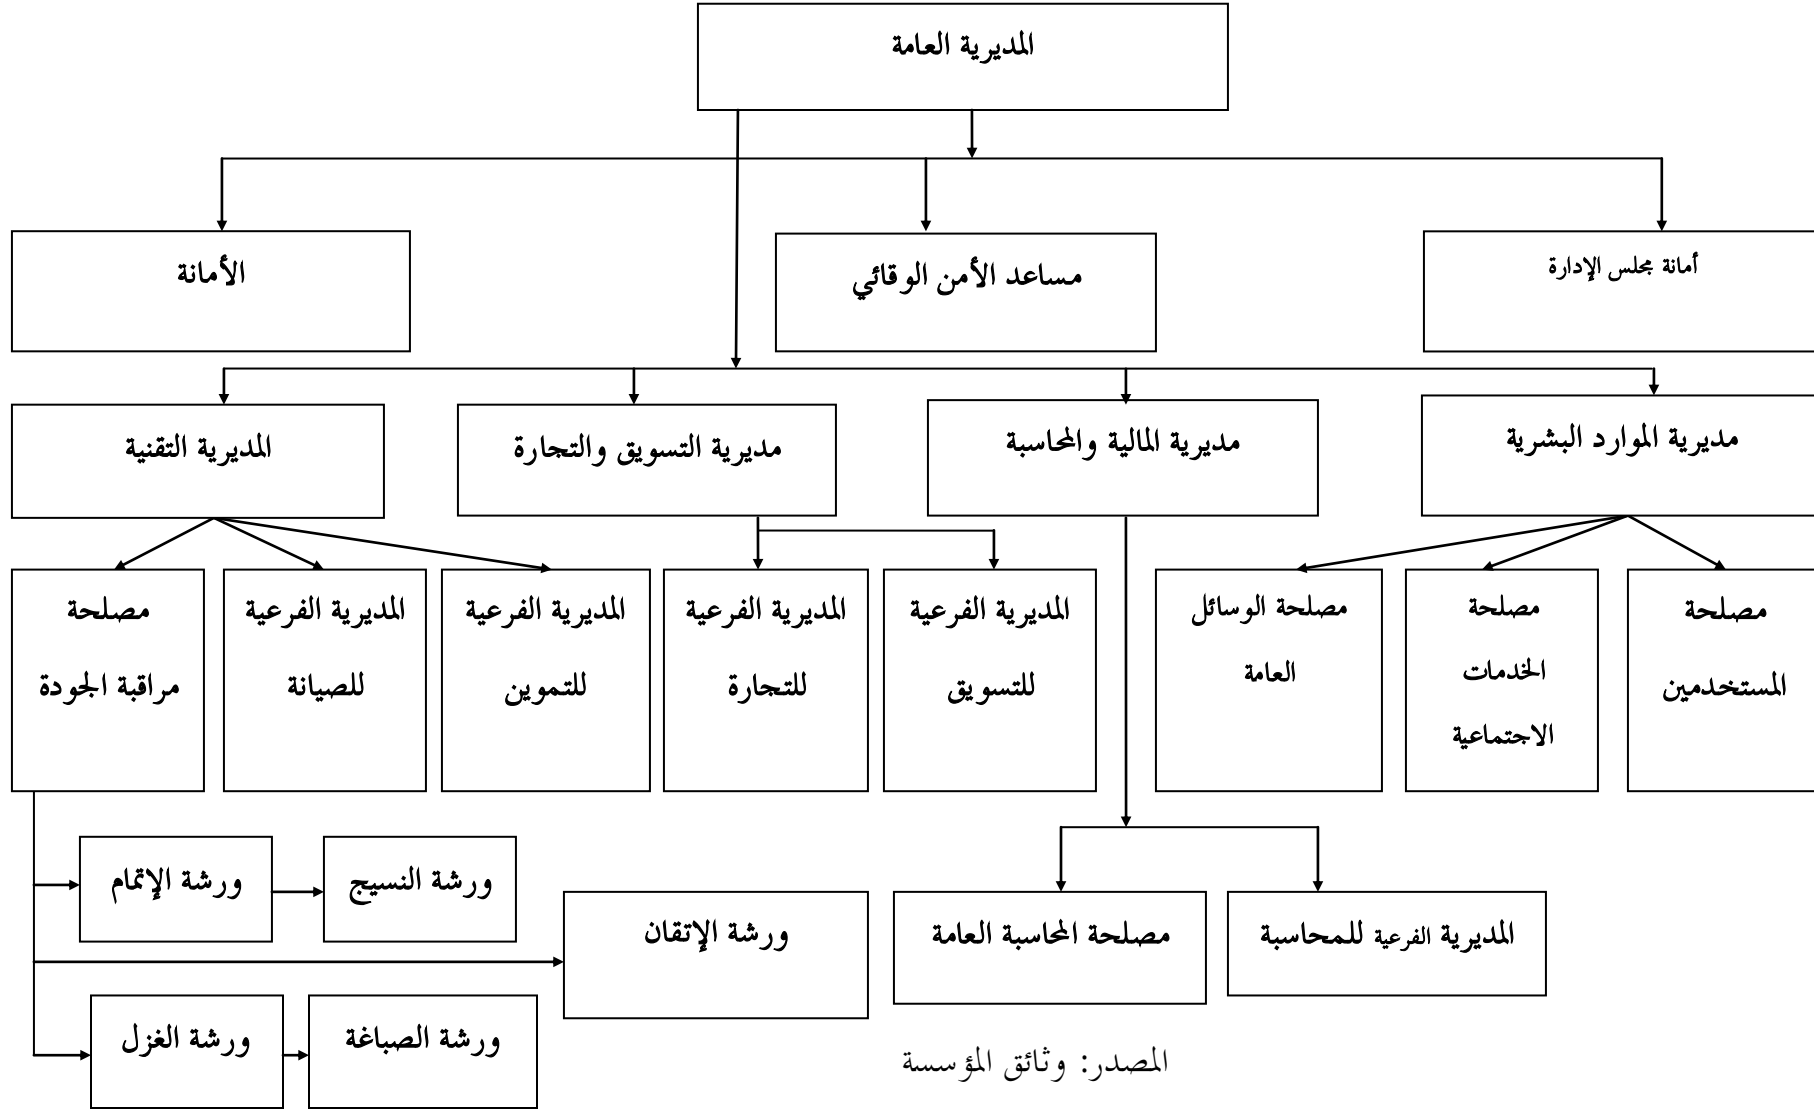 المديرية العامة
أمانة مجلس الإدارة
مساعد الأمن الوقائي
الأمانة
مديرية الموارد البشرية
مديرية المالية والمحاسبة
مديرية التسويق والتجارة
المديرية التقنية
مصلحة
المستخدمين
مصلحة
الخدمات
الاجتماعية
مصلحة الوسائل
العامة
المديرية الفرعية
للتسويق
المديرية الفرعية
للتجارة
المديرية الفرعية
للتموين
المديرية الفرعية
للصيانة
مصلحة
مراقبة الجودة
ورشة النسيج
ورشة الإتمام
المديرية الفرعية للمحاسبة
مصلحة المحاسبة العامة
ورشة الإتقان
ورشة الصباغة
ورشة الغزل
المصدر: وثائق المؤسسة